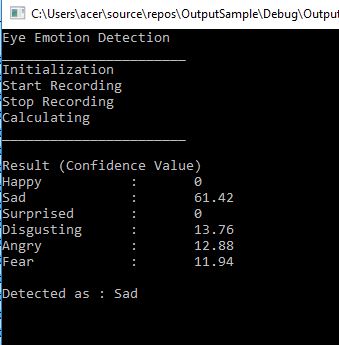 C:\Users\acer\source\repos\OutputSample\Debug\Output
Eye Emotion Detection
_______________________
Initialization
Start Recording
Stop Recording
Calculating
_______________________
Result (Confidence Value)
Happy : 0
Sad : 61.42
Surprised : 0
Disgusting : 13.76
Angry : 12.88
Fear : 11.94
Detected as : Sad